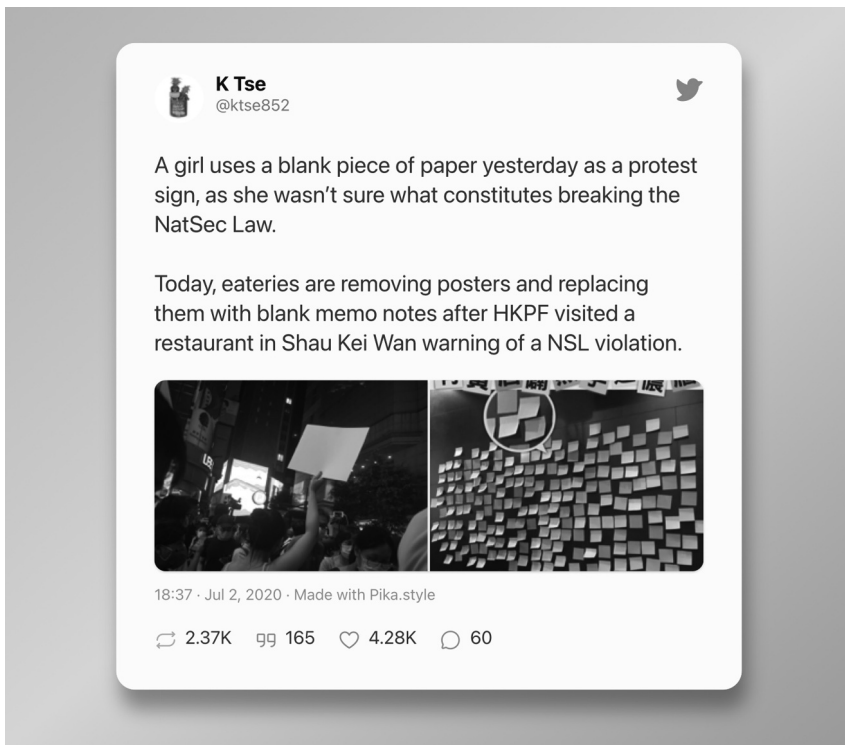 K Tse
@ktse852
A girl uses a blank piece of paper yesterday as a protest
sign, as she wasn’t sure what constitutes breaking the
NatSec Law.
Today, eateries are removing posters and replacing
them with blank memo notes after HKPF visited a
restaurant in Shau Kei Wan warning of a NSL violation.
18:37 · Jul 2, 2020 · Made with Pika.style
2.37K 165 4.28K 60